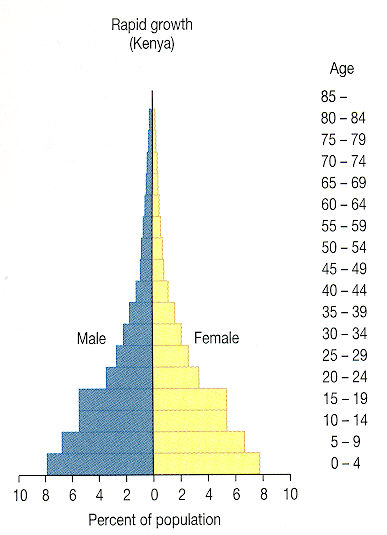 Rapid growth
(Kenya)
Age
85 –
80 – 84
75 – 79
70 – 74
65 – 69
60 – 64
55 – 59
50 – 54
45 – 49
40 – 44
35 – 39
30 – 34
25 – 29
20 – 24
15 – 19
10 – 14
5 – 9
0 – 4
Male
Female
10 8 6 4 2 0 2 4 6 8 10
Percent of population